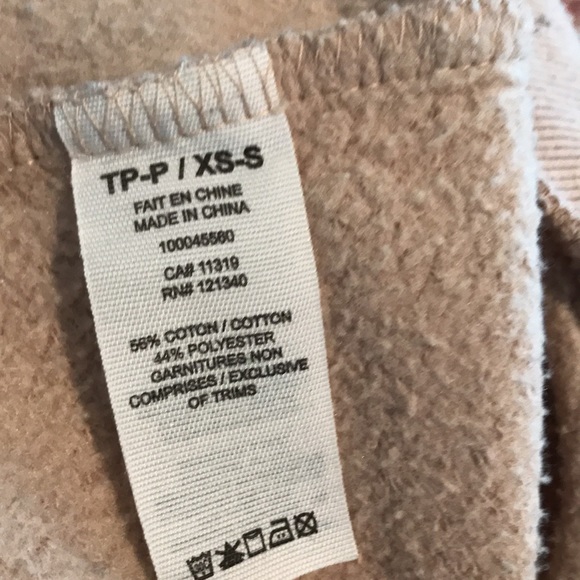 TP-P / XS-S
FAIT EN CHINE
MADE IN CHINA
100045560
CA# 11319
RN# 121340
56% COTON / COTTON
44% POLYESTER
GARNITURES NON
COMPRISES / EXCLUSIVE
OF TRIMS